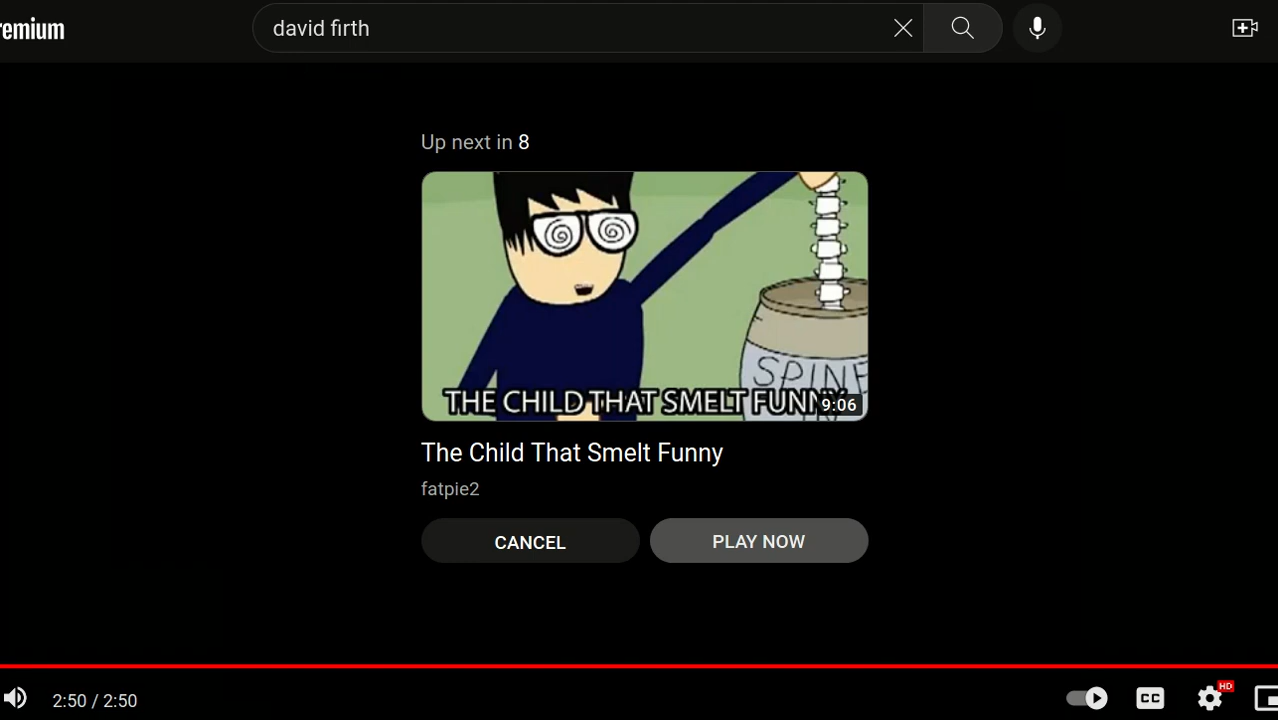 remium
david firth
Up next in 8
SPINE
THE CHILD THAT SMELT FUNNY
9:06
The Child That Smelt Funny
fatpie2
CANCEL
PLAY NOW
2:50 / 2:50
CC
HD